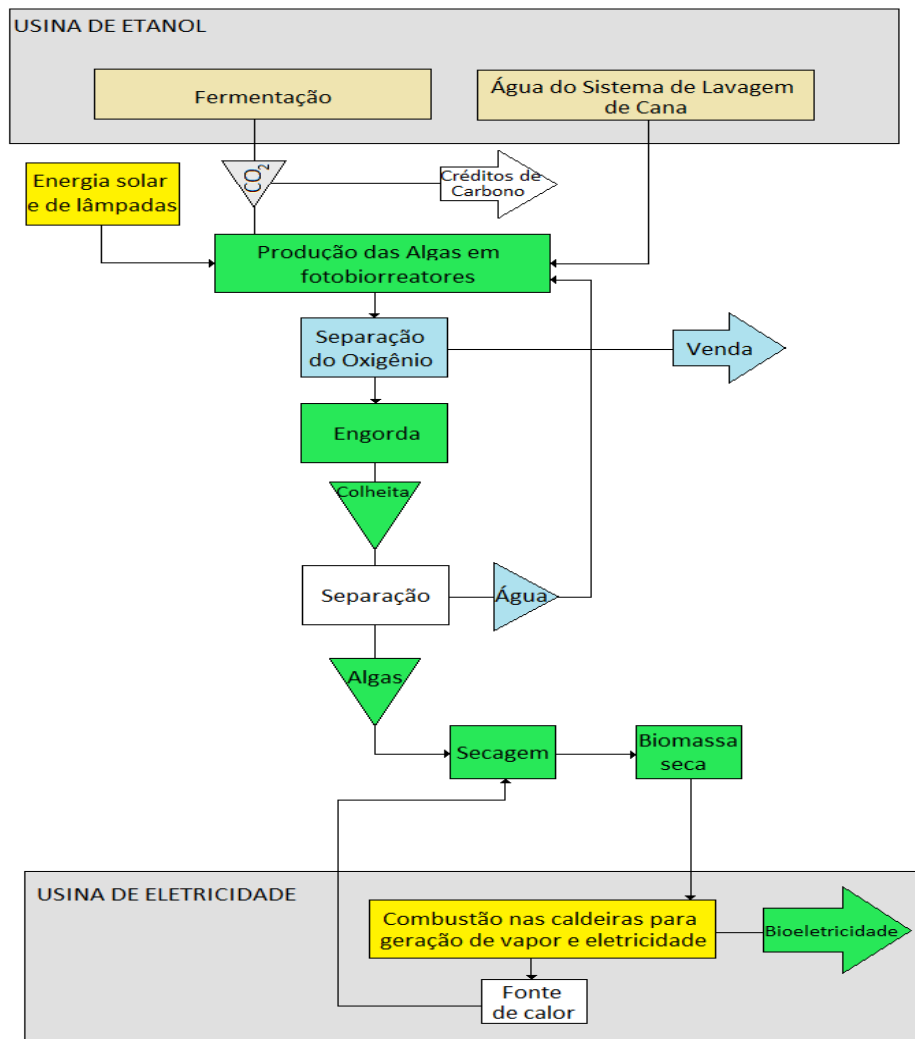 USINA DE ETANOL
Fermentação
Água do Sistema de Lavagem
de Cana
Energia solar
e de lâmpadas
CO2
Créditos de
Carbono
Produção das Algas em
fotobiorreatores
Separação
do Oxigênio
Venda
Engorda
Colheita
Separação
Água
Algas
Secagem
Biomassa
seca
USINA DE ELETRICIDADE
Combustão nas caldeiras para
geração de vapor e eletricidade
Bioeletricidade
Fonte
de calor